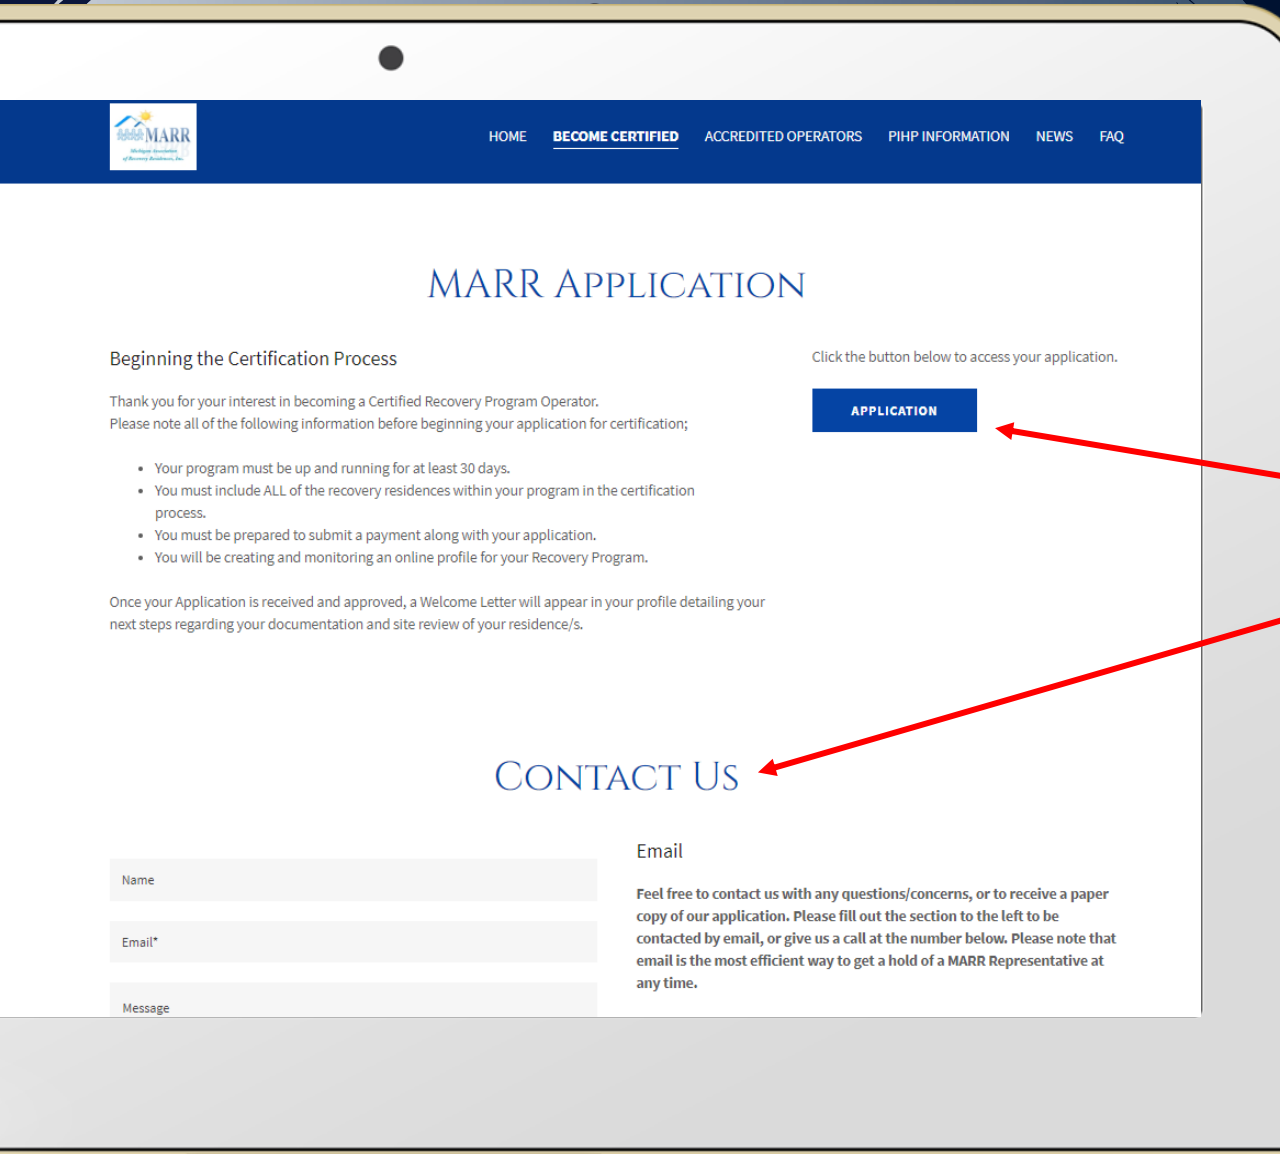 MARR
Michigan Association
of Recovery Residences, Inc.
HOME BECOME CERTIFIED ACCREDITED OPERATORS PIHP INFORMATION NEWS FAQ
MARR Application
Beginning the Certification Process
Thank you for your interest in becoming a Certified Recovery Program Operator.
Please note all of the following information before beginning your application for certification;
• Your program must be up and running for at least 30 days.
• You must include ALL of the recovery residences within your program in the certification
process.
• You must be prepared to submit a payment along with your application.
• You will be creating and monitoring an online profile for your Recovery Program.
Once your Application is received and approved, a Welcome Letter will appear in your profile detailing your
next steps regarding your documentation and site review of your residence/s.
Click the button below to access your application.
APPLICATION
Contact Us
Name
Email*
Message
Email
Feel free to contact us with any questions/concerns, or to receive a paper
copy of our application. Please fill out the section to the left to be
contacted by email, or give us a call at the number below. Please note that
email is the most efficient way to get a hold of a MARR Representative at
any time.